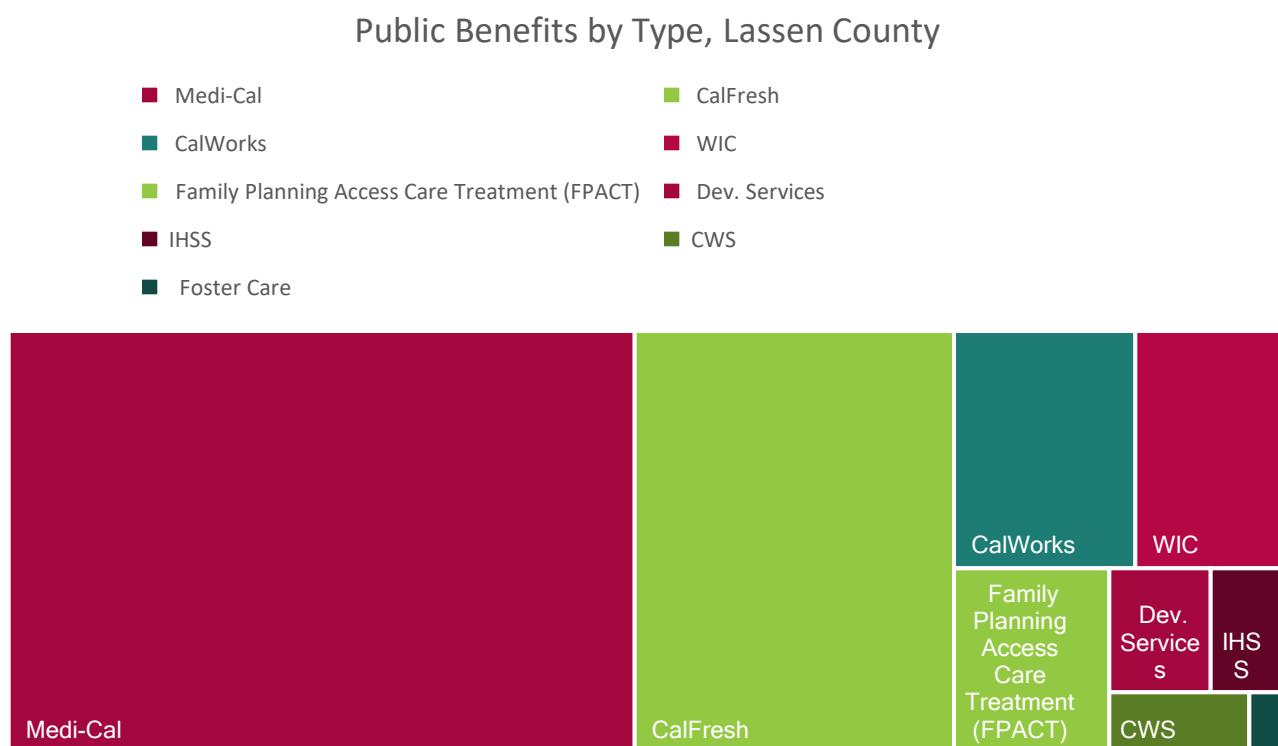 Public Benefits by Type, Lassen County
Medi-Cal
CalFresh
CalWorks
WIC
Family Planning Access Care Treatment (FPACT)
Dev. Services
IHSS
CWS
Foster Care
Medi-Cal
CalFresh
CalWorks
WIC
Family
Planning
Access
Care
Treatment
(FPACT)
Dev.
Service
s
IHS
S
CWS